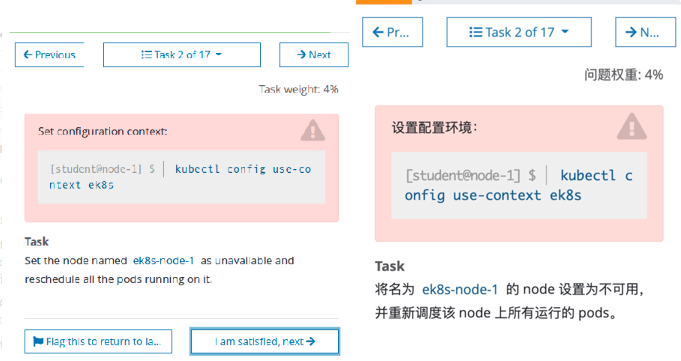 Previous
Task 2 of 17
Next
Task weight: 4%
Set configuration context:
[student@node-1] $ | kubectl config use-co
ntext ek8s
Task
Set the node named ek8s-node-1 as unavailable and
reschedule all the pods running on it.
Flag this to return to la...
I am satisfied, next
Pr...
Task 2 of 17
N...
问题权重: 4%
设置配置环境：
[student@node-1] $ | kubectl c
onfig use-context ek8s
Task
将名为 ek8s-node-1 的 node 设置为不可用，
并重新调度该 node 上所有运行的 pods。